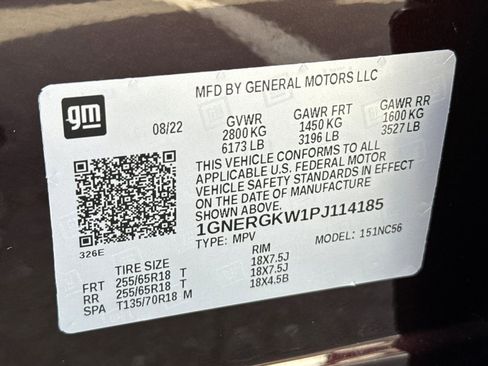 MFD BY GENERAL MOTORS LLC
gm
08/22 GVWR GAWR FRT GAWR RR
2800 KG 1450 KG 1600 KG
6173 LB 3196 LB 3527 LB
THIS VEHICLE CONFORMS TO ALL
APPLICABLE U.S. FEDERAL MOTOR
VEHICLE SAFETY STANDARDS IN EFFECT
ON THE DATE OF MANUFACTURE
SHOWN ABOVE.
1GNERGKW1PJ114185
TYPE: MPV MODEL: 151NC56
326E
TIRE SIZE RIM
FRT 255/65R18 T 18X7.5J
RR 255/65R18 T 18X7.5J
SPA T135/70R18 M 18X4.5B